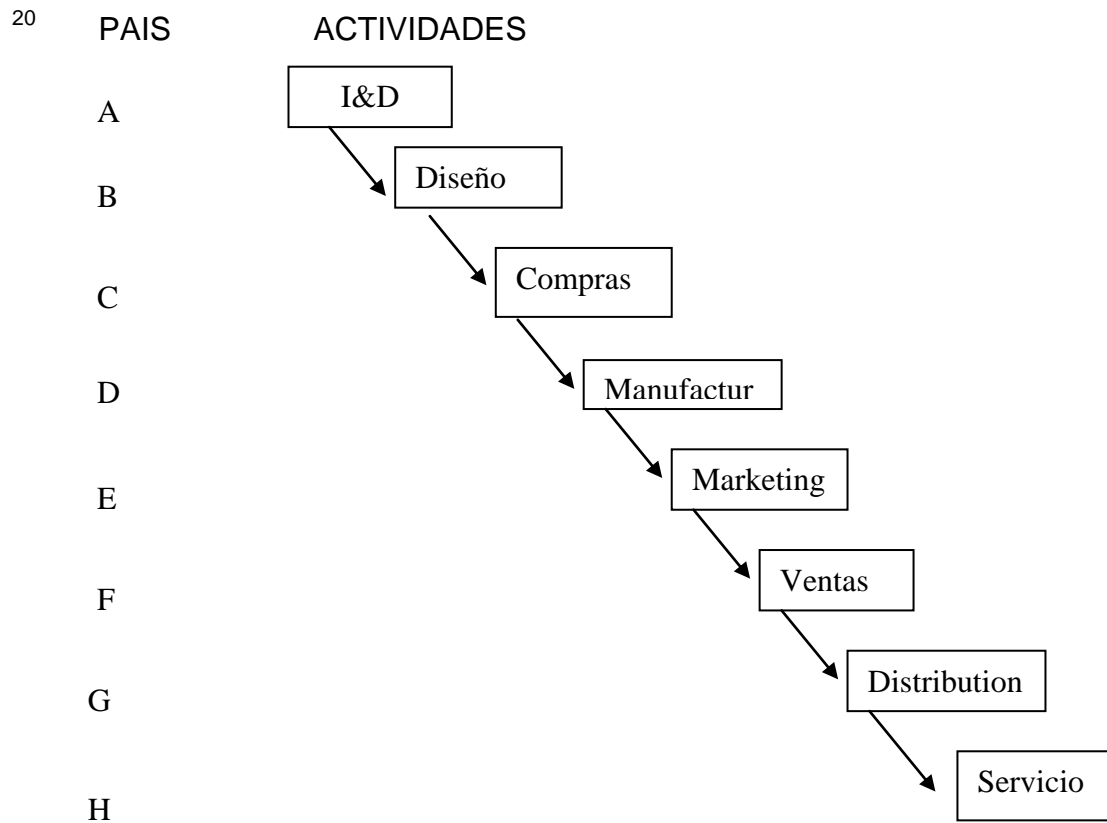 20
PAIS ACTIVIDADES
A I&D
B Diseño
C Compras
D Manufactur
E Marketing
F Ventas
G Distribution
H Servicio